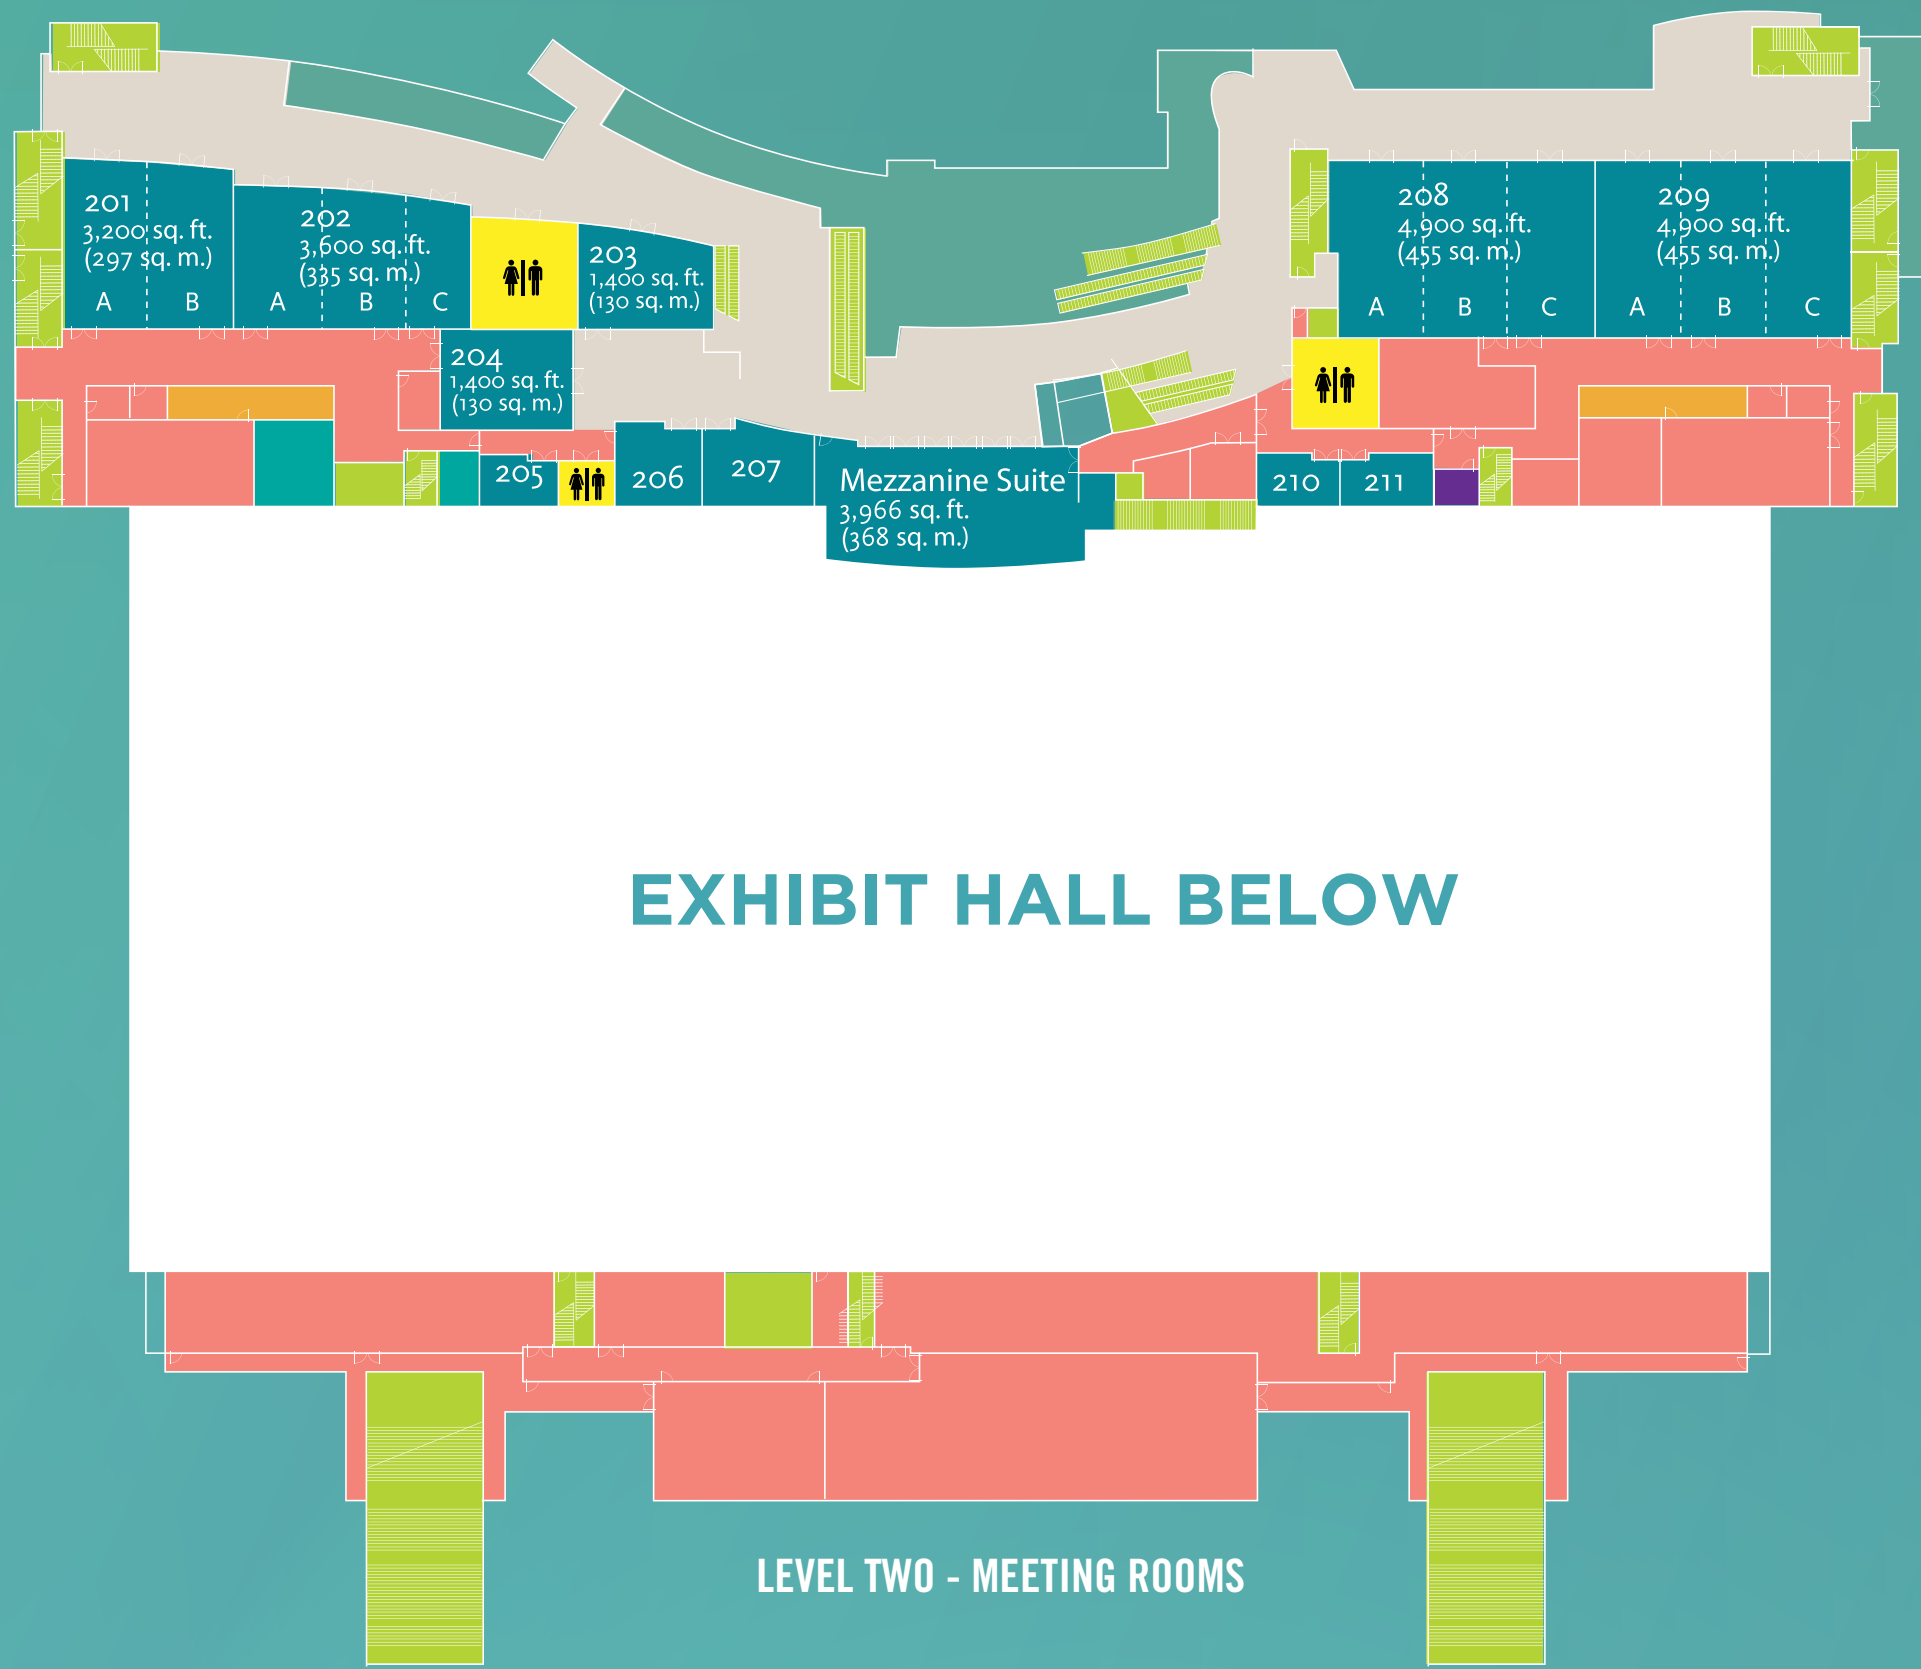 201
3,200 sq. ft.
(297 sq. m.)
A B
202
3,600 sq. ft.
(335 sq. m.)
A B C
203
1,400 sq. ft.
(130 sq. m.)
204
1,400 sq. ft.
(130 sq. m.)
205
206
207
Mezzanine Suite
3,966 sq. ft.
(368 sq. m.)
208
4,900 sq. ft.
(455 sq. m.)
A B C
209
4,900 sq. ft.
(455 sq. m.)
A B C
210
211
EXHIBIT HALL BELOW
LEVEL TWO - MEETING ROOMS